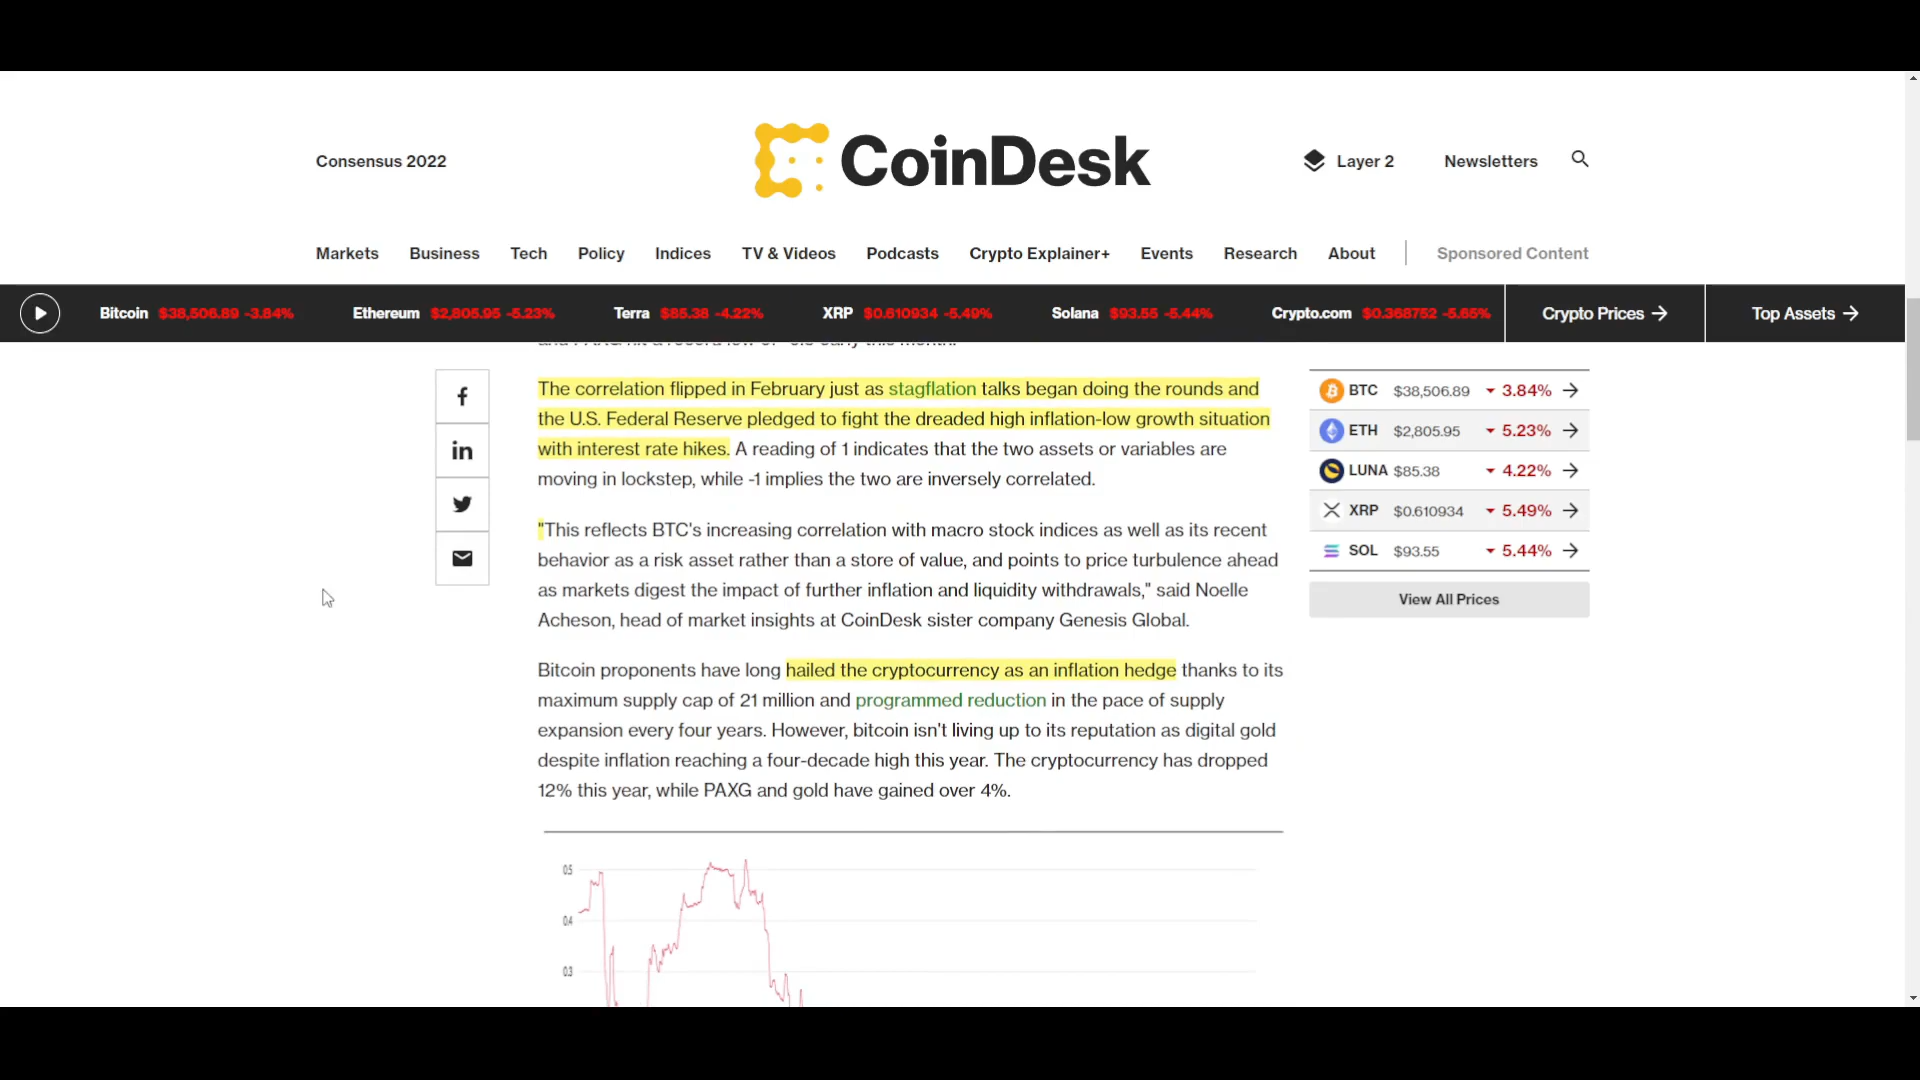 Consensus 2022
CoinDesk
Layer 2
Newsletters
Markets Business Tech Policy Indices TV & Videos Podcasts Crypto Explainer+ Events Research About Sponsored Content
Bitcoin $38,506.89 -3.84% Ethereum $2,805.95 -5.23% Terra $85.38 -4.22% XRP $0.610934 -5.49% Solana $93.55 -5.44% Crypto.com $0.368752 -5.65% Crypto Prices → Top Assets →
The correlation flipped in February just as stagflation talks began doing the rounds and
the U.S. Federal Reserve pledged to fight the dreaded high inflation-low growth situation
with interest rate hikes. A reading of 1 indicates that the two assets or variables are
moving in lockstep, while -1 implies the two are inversely correlated.
"This reflects BTC's increasing correlation with macro stock indices as well as its recent
behavior as a risk asset rather than a store of value, and points to price turbulence ahead
as markets digest the impact of further inflation and liquidity withdrawals," said Noelle
Acheson, head of market insights at CoinDesk sister company Genesis Global.
Bitcoin proponents have long hailed the cryptocurrency as an inflation hedge thanks to its
maximum supply cap of 21 million and programmed reduction in the pace of supply
expansion every four years. However, bitcoin isn't living up to its reputation as digital gold
despite inflation reaching a four-decade high this year. The cryptocurrency has dropped
12% this year, while PAXG and gold have gained over 4%.
0.5
0.4
0.3
BTC $38,506.89 3.84% →
ETH $2,805.95 5.23% →
LUNA $85.38 4.22% →
XRP $0.610934 5.49% →
SOL $93.55 5.44% →
View All Prices